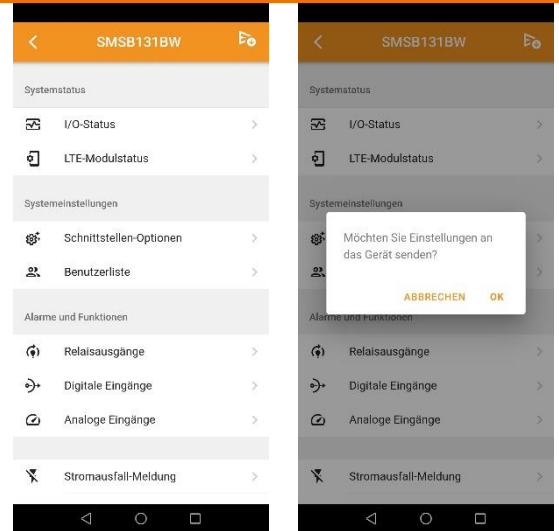 SMSB131BW
Systemstatus
I/O-Status
LTE-Modulstatus
Systemeinstellungen
Schnittstellen-Optionen
Benutzerliste
Alarme und Funktionen
Relaisausgänge
Digitale Eingänge
Analoge Eingänge
Stromausfall-Meldung
SMSB131BW
Systemstatus
I/O-Status
LTE-Modulstatus
Systemeinstellungen
Möchten Sie Einstellungen an
das Gerät senden?
ABBRECHEN OK
Alarme und Funktionen
Relaisausgänge
Digitale Eingänge
Analoge Eingänge
Stromausfall-Meldung